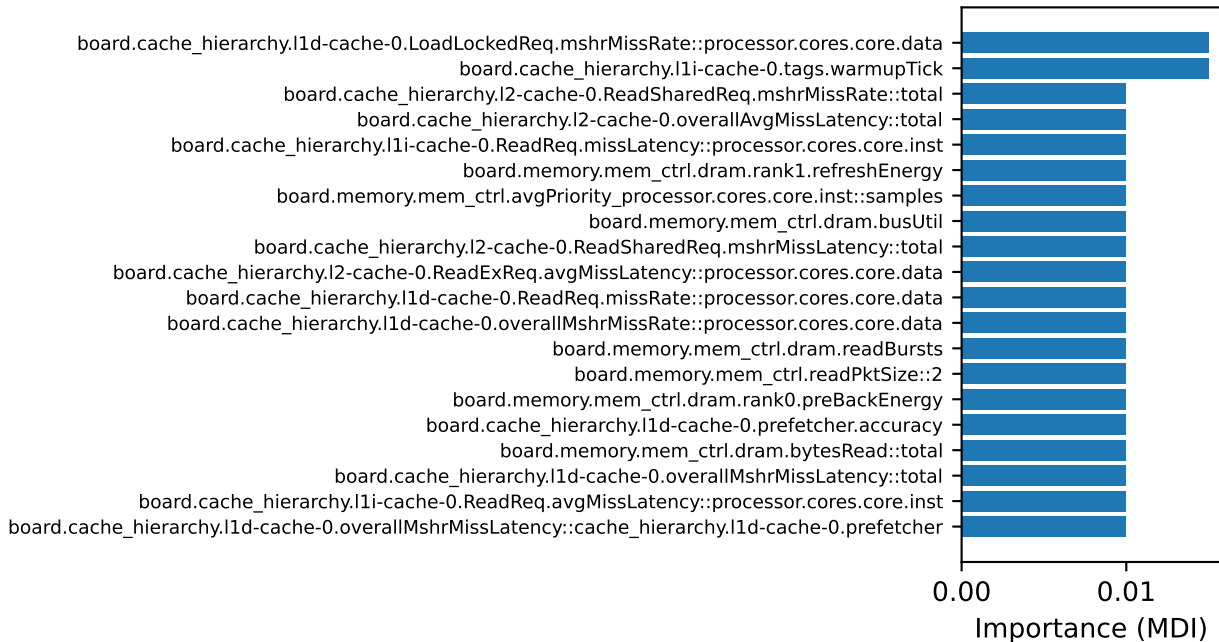 board.cache_hierarchy.l1d-cache-0.LoadLockedReq.mshrMissRate::processor.cores.core.data
board.cache_hierarchy.l1i-cache-0.tags.warmupTick
board.cache_hierarchy.l2-cache-0.ReadSharedReq.mshrMissRate::total
board.cache_hierarchy.l2-cache-0.overallAvgMissLatency::total
board.cache_hierarchy.l1i-cache-0.ReadReq.missLatency::processor.cores.core.inst
board.memory.mem_ctrl.dram.rank1.refreshEnergy
board.memory.mem_ctrl.avgPriority_processor.cores.core.inst::samples
board.memory.mem_ctrl.dram.busUtil
board.cache_hierarchy.l2-cache-0.ReadSharedReq.mshrMissLatency::total
board.cache_hierarchy.l2-cache-0.ReadExReq.avgMissLatency::processor.cores.core.data
board.cache_hierarchy.l1d-cache-0.ReadReq.missRate::processor.cores.core.data
board.cache_hierarchy.l1d-cache-0.overallMshrMissRate::processor.cores.core.data
board.memory.mem_ctrl.dram.readBursts
board.memory.mem_ctrl.readPktSize::2
board.memory.mem_ctrl.dram.rank0.preBackEnergy
board.cache_hierarchy.l1d-cache-0.prefetcher.accuracy
board.memory.mem_ctrl.dram.bytesRead::total
board.cache_hierarchy.l1d-cache-0.overallMshrMissLatency::total
board.cache_hierarchy.l1i-cache-0.ReadReq.avgMissLatency::processor.cores.core.inst
board.cache_hierarchy.l1d-cache-0.overallMshrMissLatency::cache_hierarchy.l1d-cache-0.prefetcher
0.00 0.01
Importance (MDI)